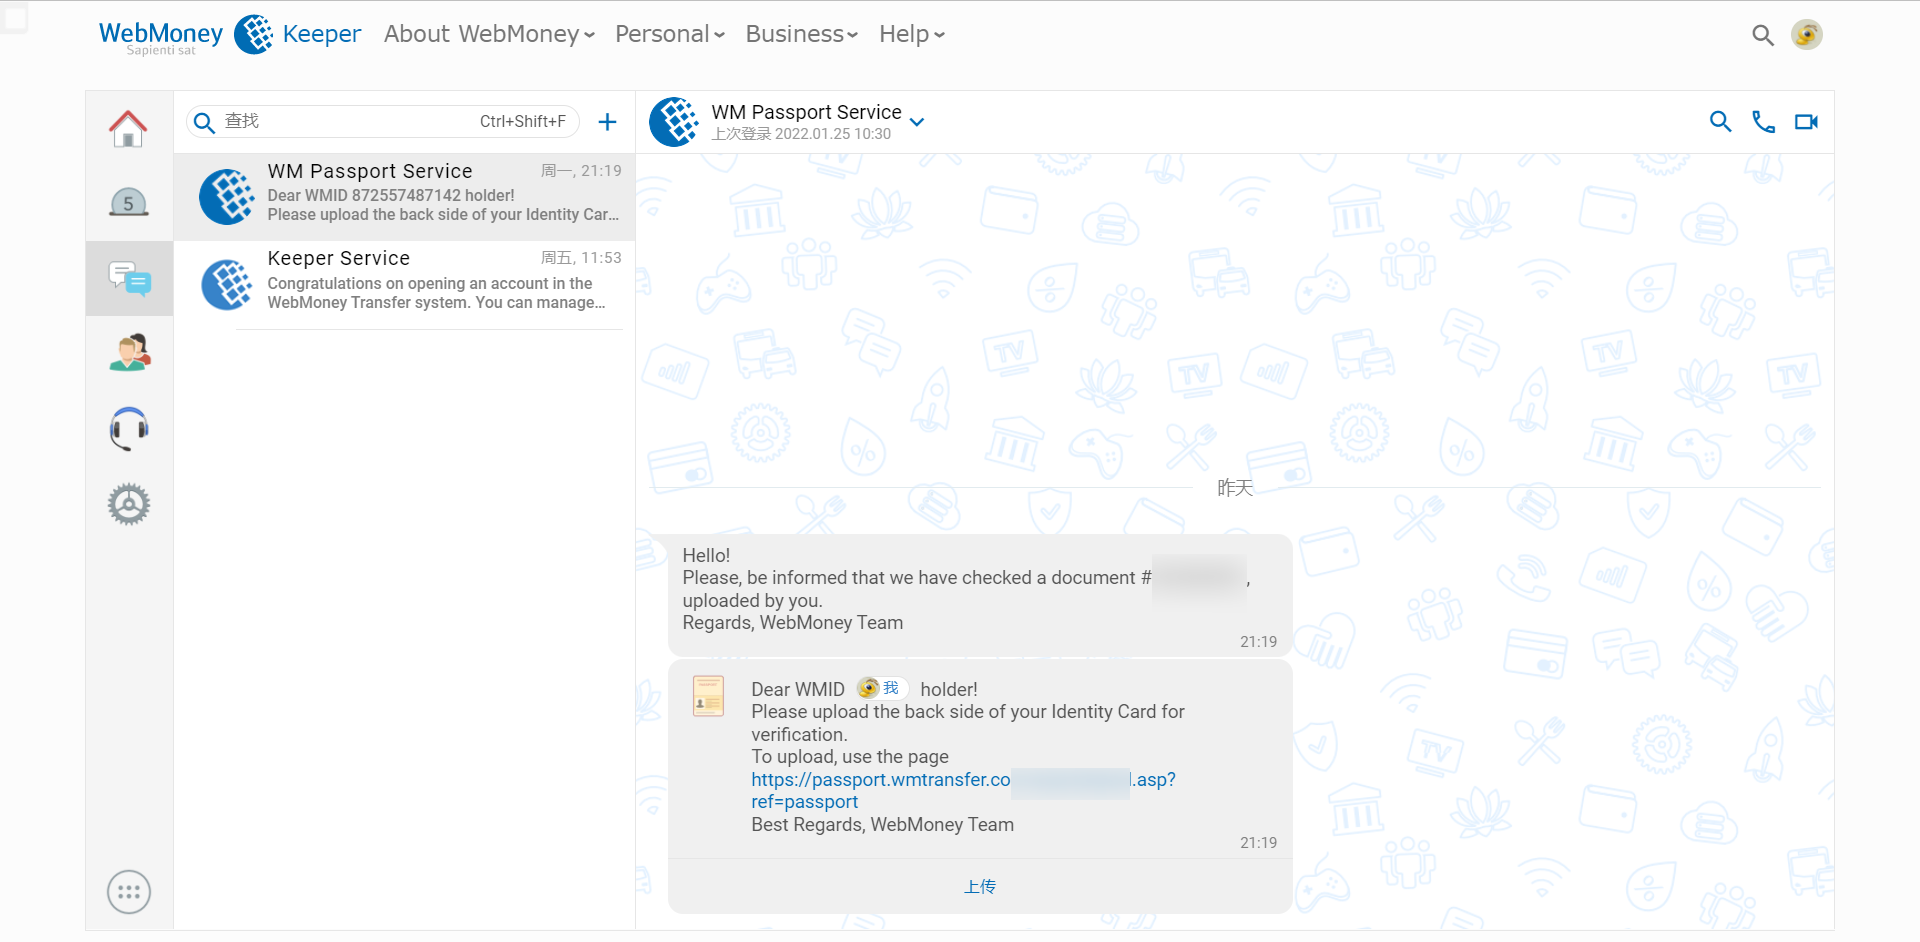 WebMoney Keeper About WebMoney Personal Business Help
Sapienti sat
查找 Ctrl+Shift+F
WM Passport Service
上次登录 2022.01.25 10:30
5
WM Passport Service 周一, 21:19
Dear WMID 872557487142 holder!
Please upload the back side of your Identity Car...
Keeper Service 周五, 11:53
Congratulations on opening an account in the
WebMoney Transfer system. You can manage...
昨天
Hello!
Please, be informed that we have checked a document # ,
uploaded by you.
Regards, WebMoney Team
21:19
Dear WMID 我 holder!
Please upload the back side of your Identity Card for
verification.
To upload, use the page
https://passport.wmtransfer.co .asp?
ref=passport
Best Regards, WebMoney Team
21:19
上传